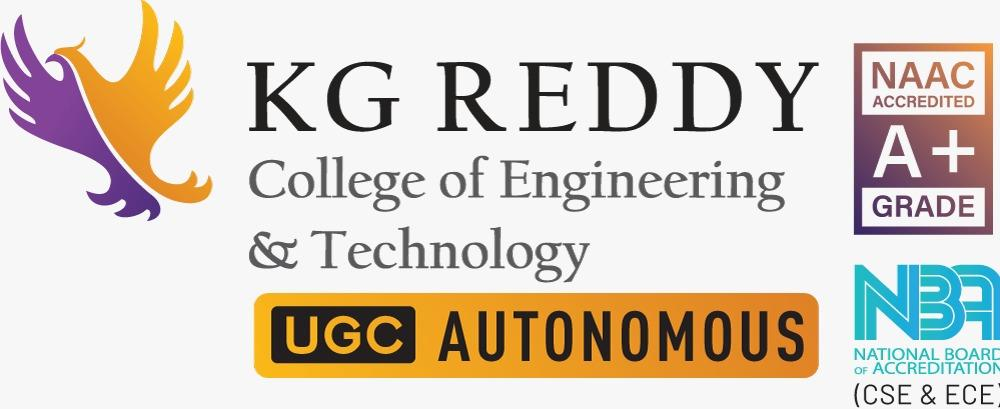 KG REDDY
College of Engineering
& Technology
UGC AUTONOMOUS
NAAC
ACCREDITED
A+
GRADE
NBA
NATIONAL BOARD
OF ACCREDITATION
(CSE & ECE)